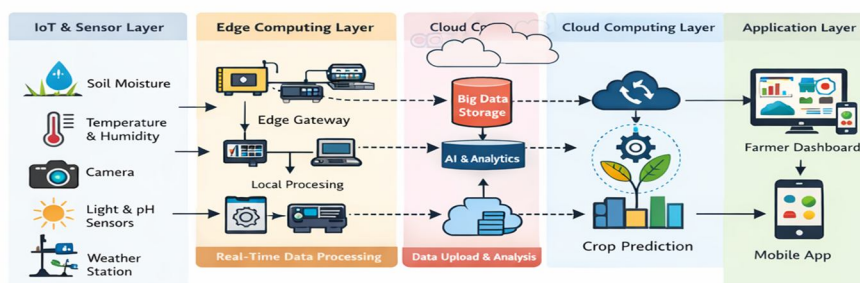 IoT & Sensor Layer
Soil Moisture
Temperature
& Humidity
Camera
Light & pH
Sensors
Weather
Station
Edge Computing Layer
Edge Gateway
Local Procesing
Real-Time Data Processing
Cloud
Big Data
Storage
AI & Analytics
Data Upload & Analysis
Cloud Computing Layer
Crop Prediction
Application Layer
Farmer Dashboard
Mobile App